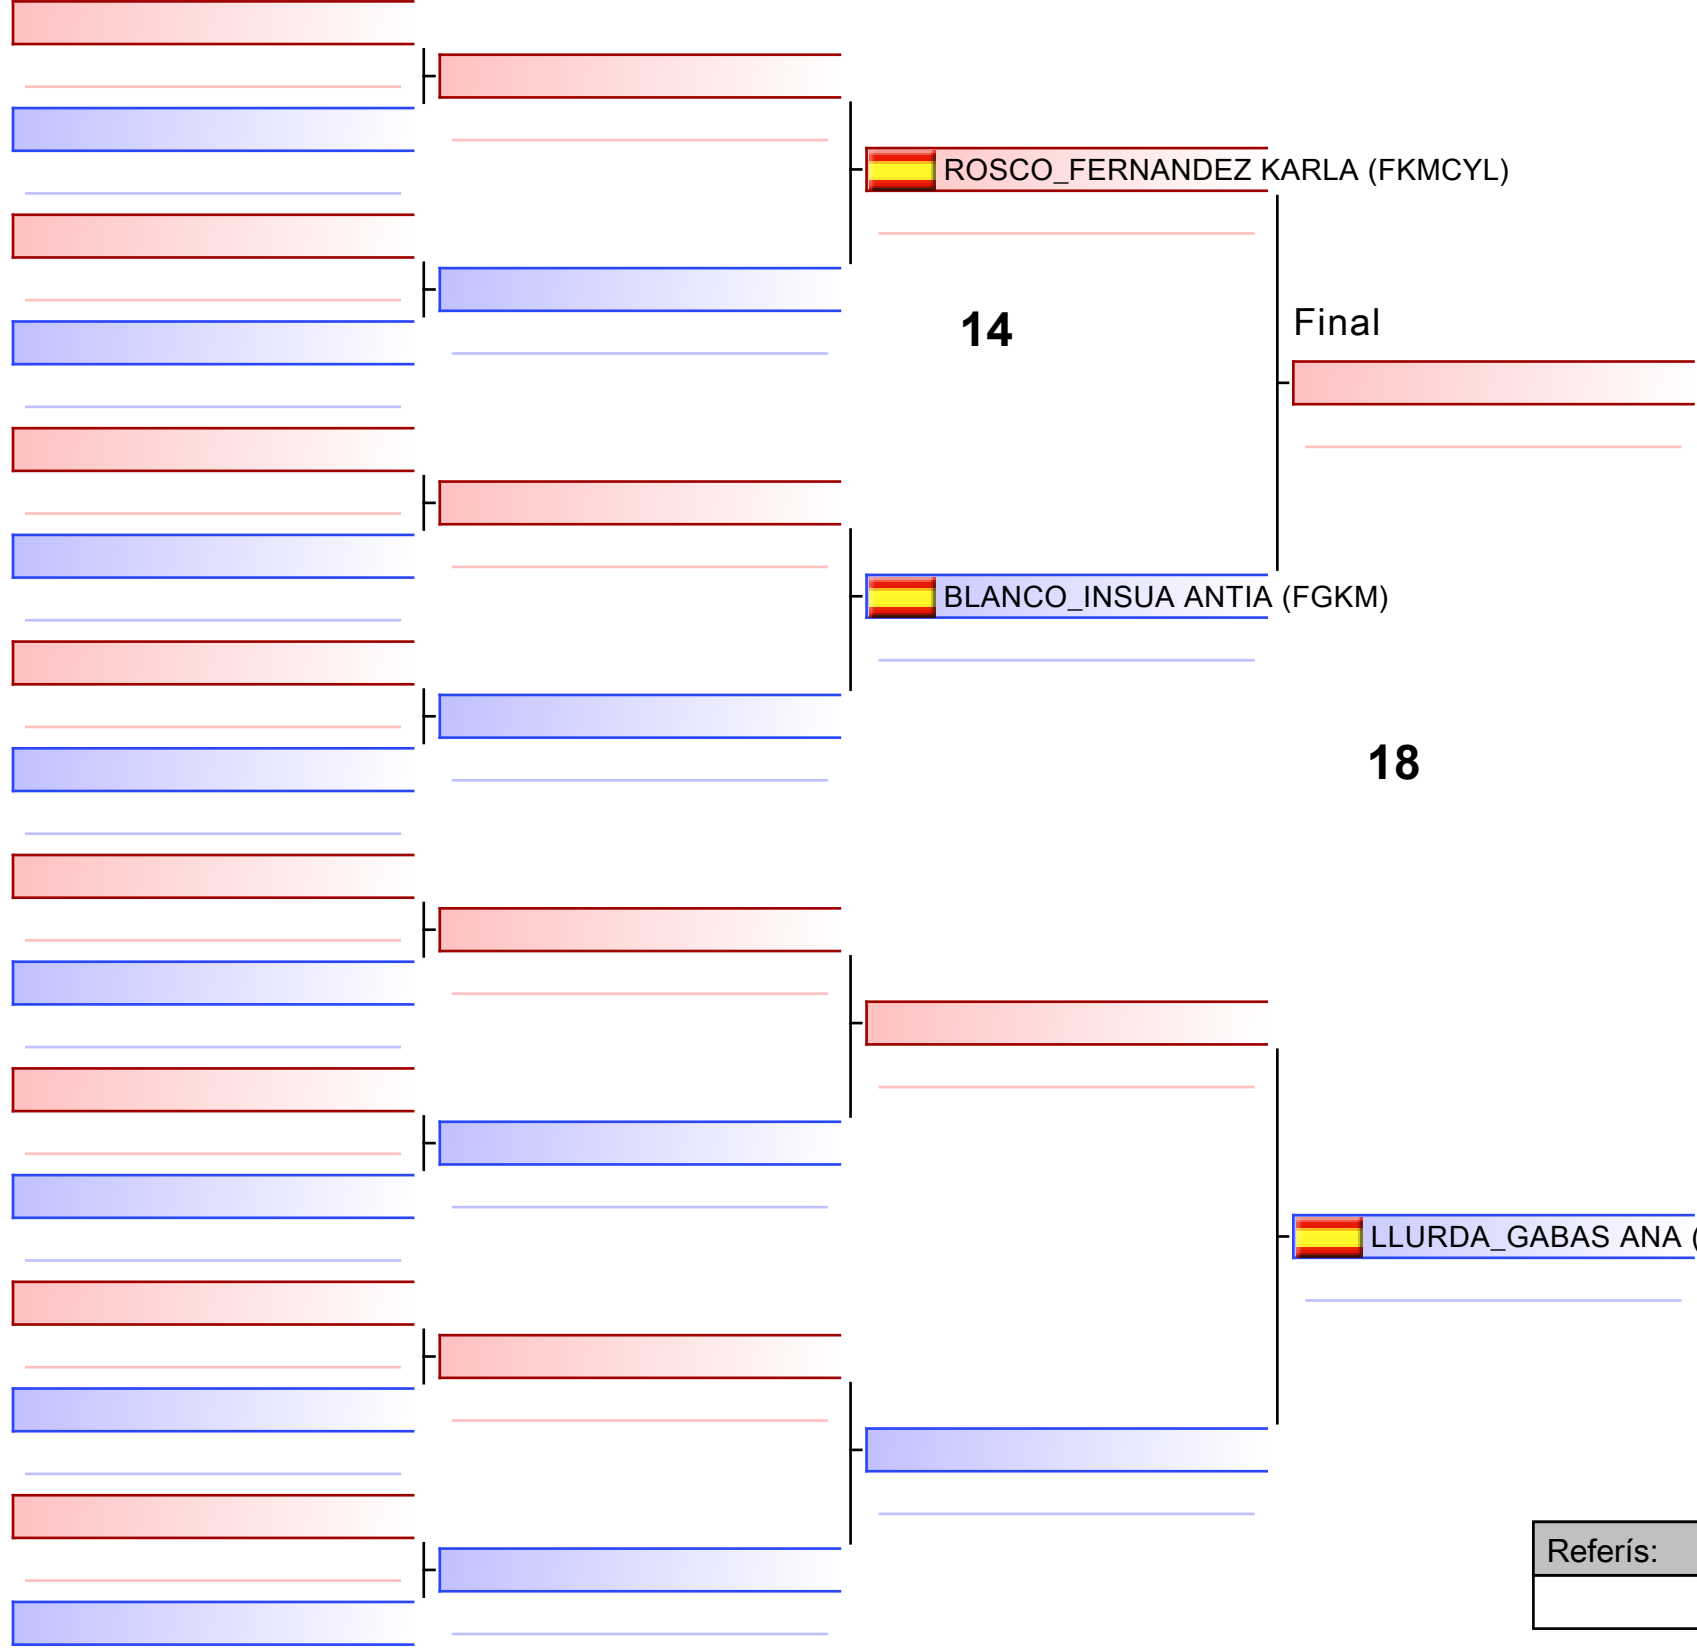 ROSCO_FERNANDEZ KARLA (FKMCYL)
14
Final
BLANCO_INSUA ANTIA (FGKM)
18
LLURDA_GABAS ANA (
Referís: